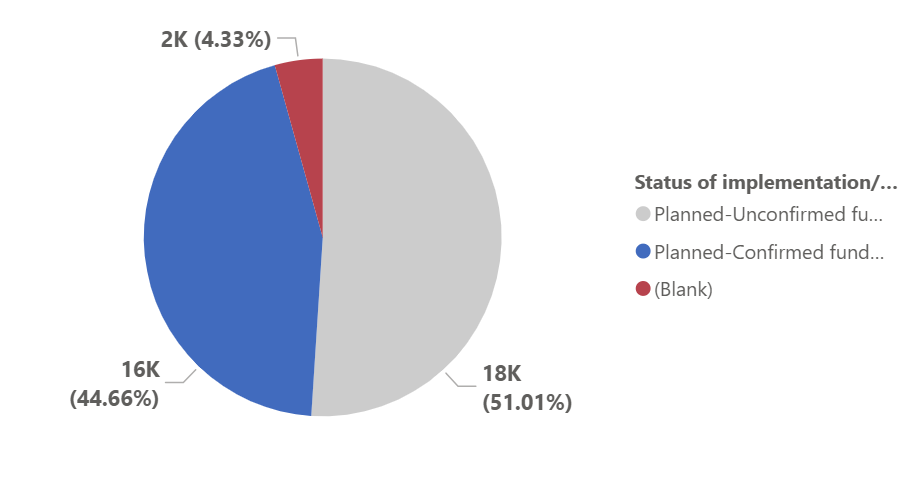 2K (4.33%)
16K
(44.66%)
18K
(51.01%)
Status of implementation/...
Planned-Unconfirmed fu...
Planned-Confirmed fund...
(Blank)